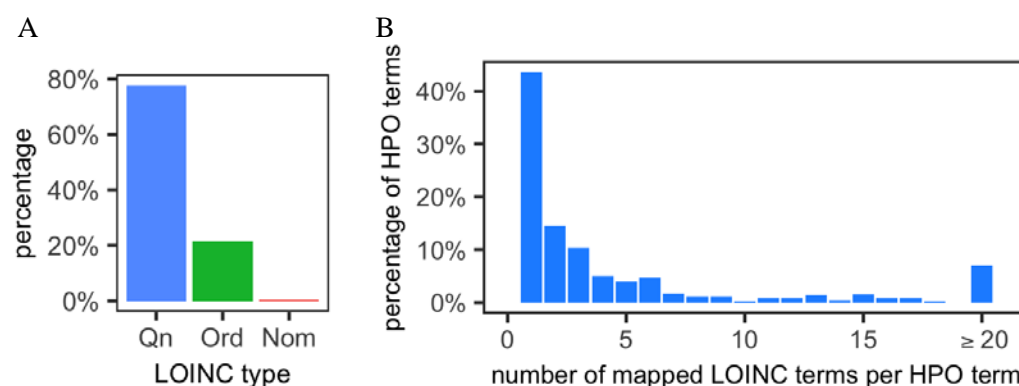 A
B
percentage
80%
60%
40%
20%
0%
Qn Ord Nom
LOINC type
percentage of HPO terms
40%
30%
20%
10%
0%
0 5 10 15 ≥ 20
number of mapped LOINC terms per HPO term